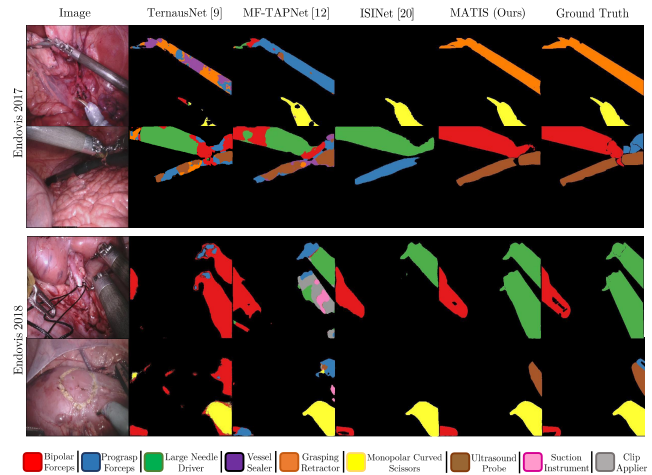 Image TernausNet [9] MF-TAPNet [12] ISINet [20] MATIS (Ours) Ground Truth
Endovis 2017
Endovis 2018
Bipolar Forceps
Prograsp Forceps
Large Needle Driver
Vessel Sealer
Grasping Retractor
Monopolar Curved Scissors
Ultrasound Probe
Suction Instrument
Clip Applier